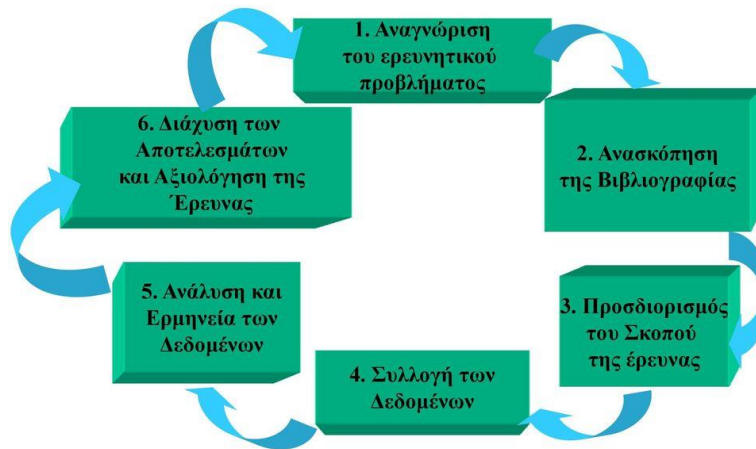 1. Αναγνώριση
του ερευνητικού
προβλήματος
2. Ανασκόπηση
της Βιβλιογραφίας
3. Προσδιορισμός
του Σκοπού
της έρευνας
4. Συλλογή των
Δεδομένων
5. Ανάλυση και
Ερμηνεία των
Δεδομένων
6. Διάχυση των
Αποτελεσμάτων
και Αξιολόγηση της
Έρευνας